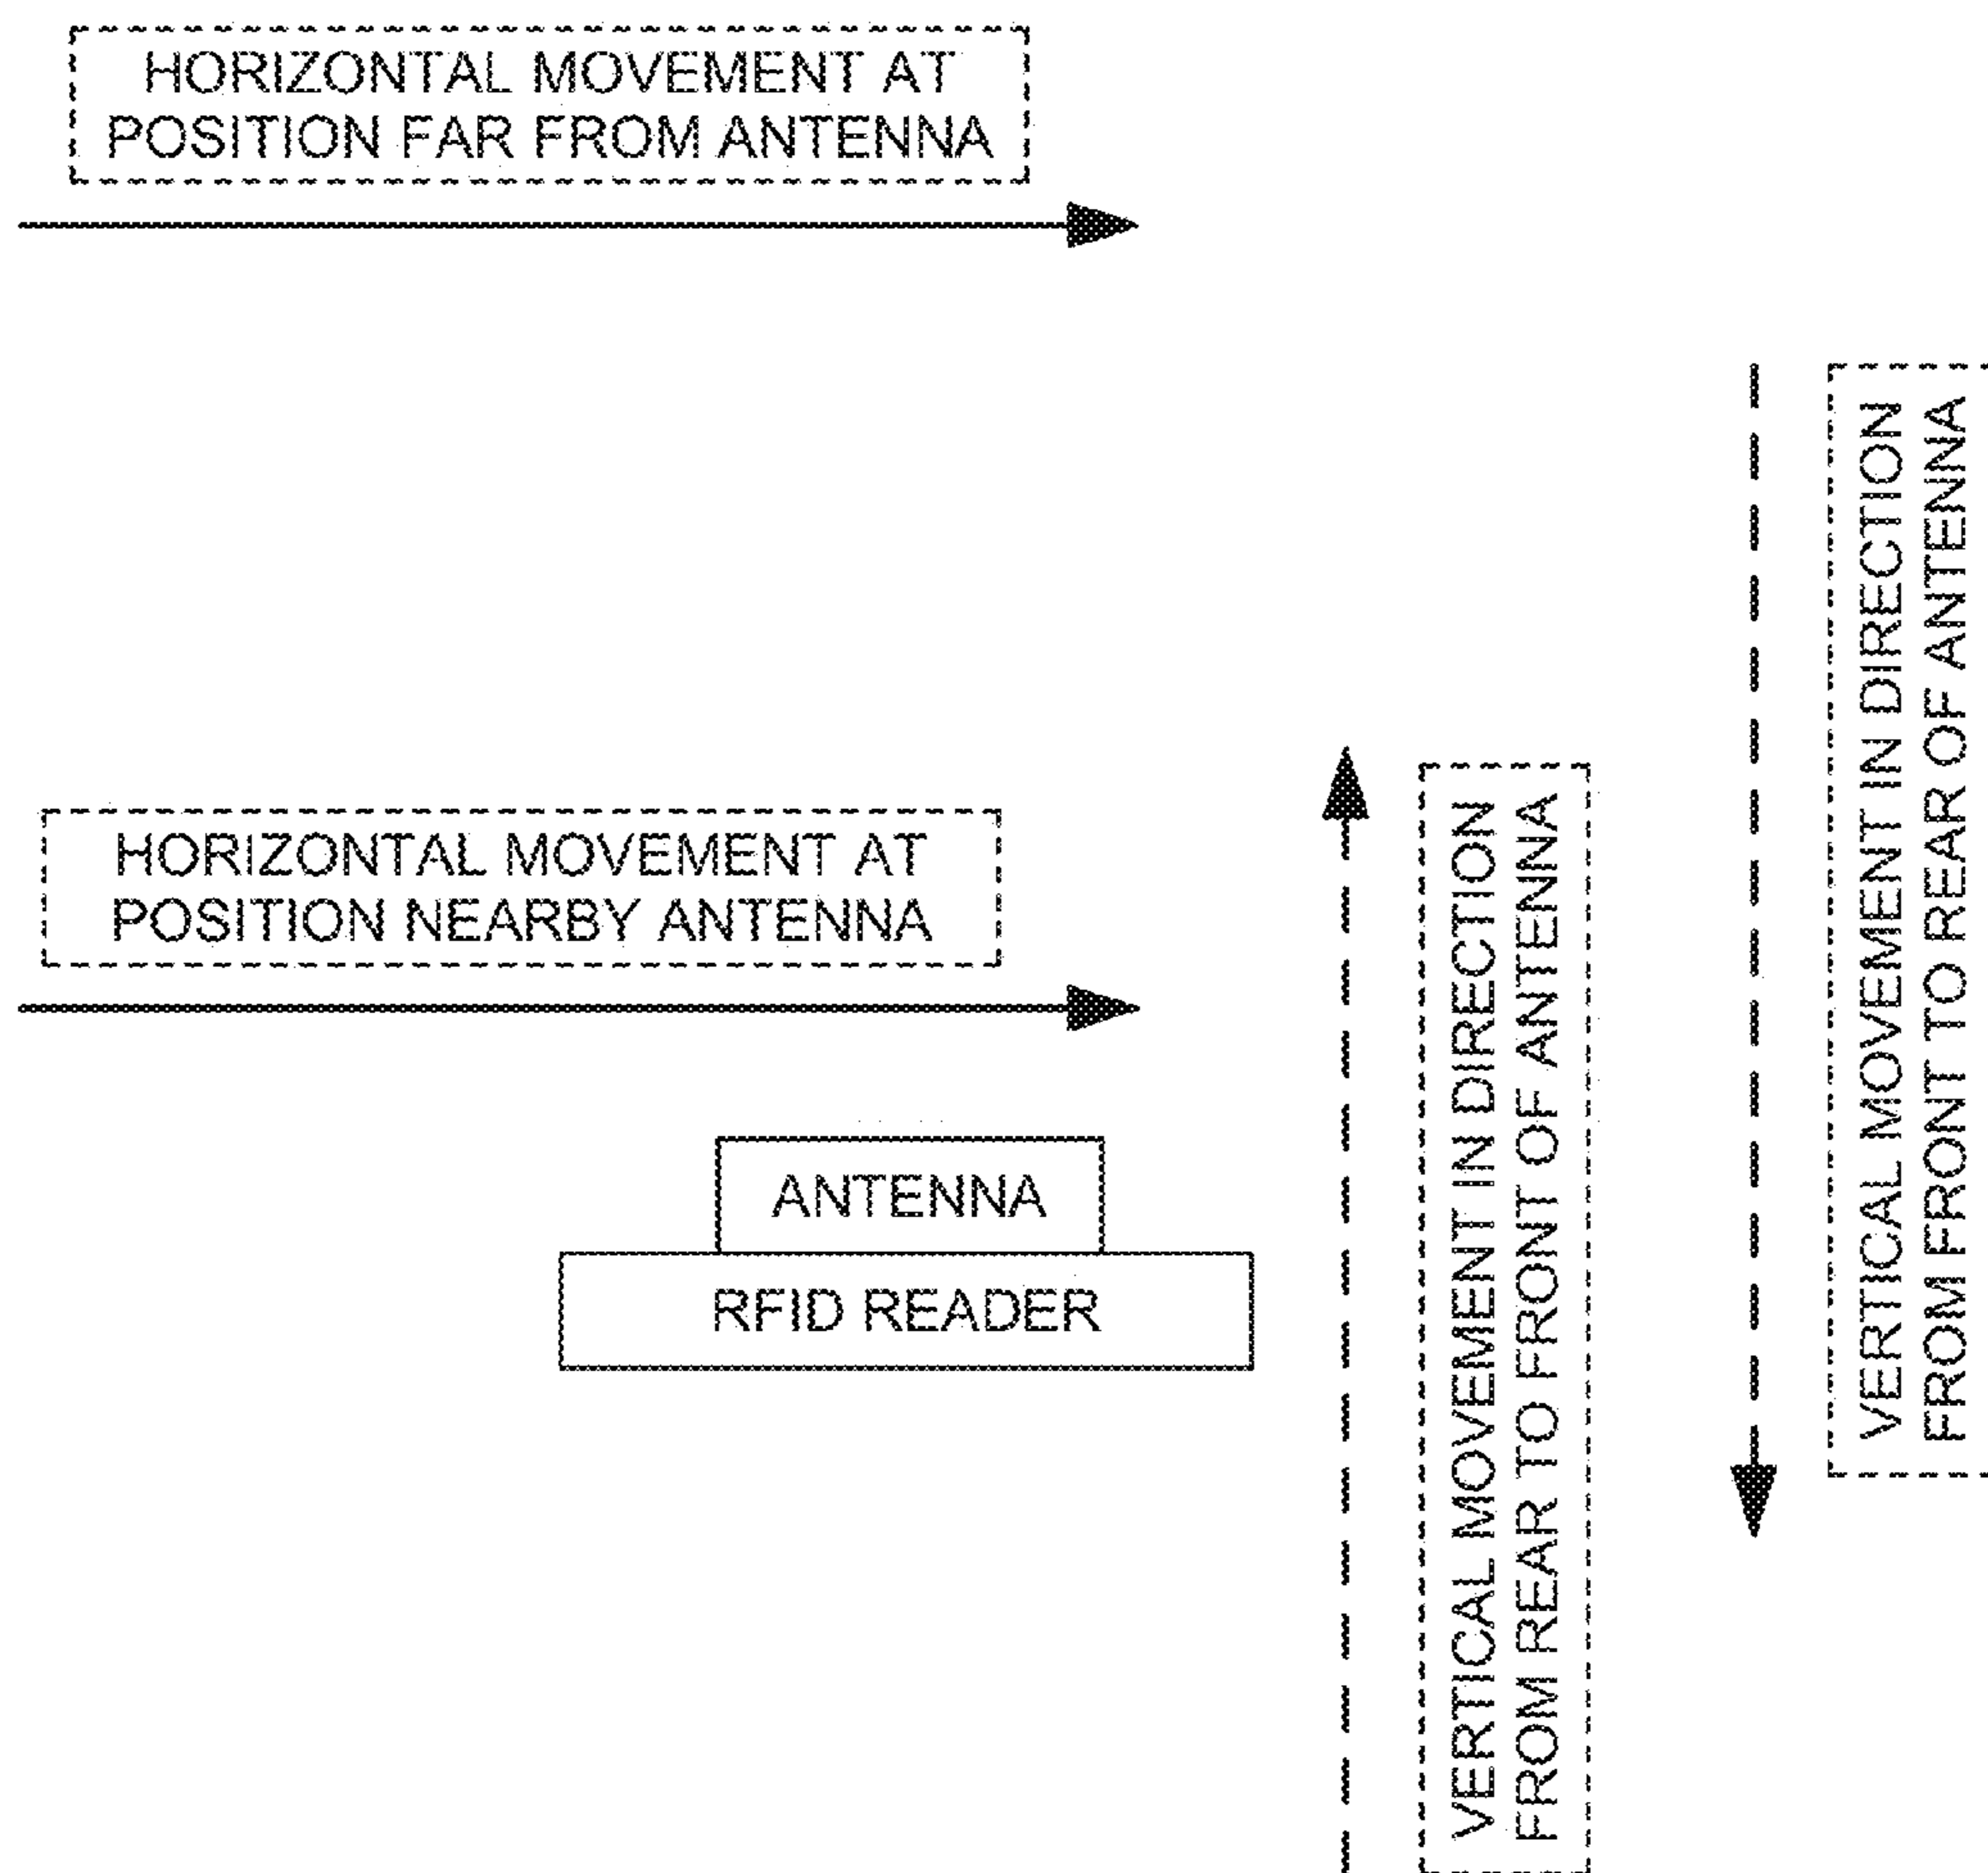 HORIZONTAL MOVEMENT AT
POSITION FAR FROM ANTENNA
HORIZONTAL MOVEMENT AT
POSITION NEARBY ANTENNA
ANTENNA
RFID READER
VERTICAL MOVEMENT IN DIRECTION
FROM REAR TO FRONT OF ANTENNA
VERTICAL MOVEMENT IN DIRECTION
FROM FRONT TO REAR OF ANTENNA